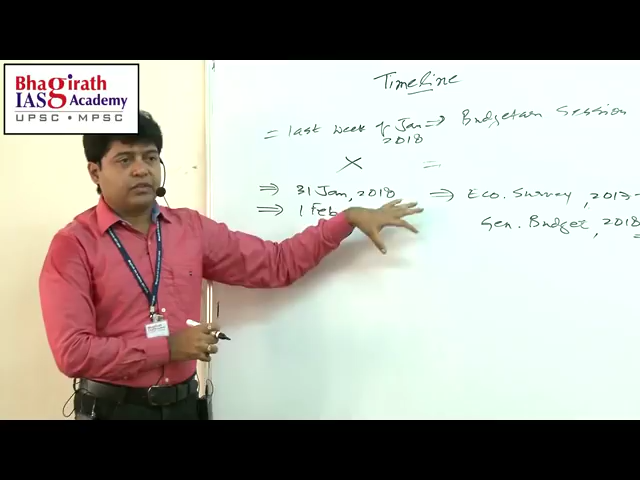 Bhagirath
IAS Academy
UPSC • MPSC
Timeline
= last week of Jan => Budgetary Session
2018
X =
=> 31 Jan, 2018 => Eco. Survey, 2017-
=> 1 Feb Gen. Budget, 2018